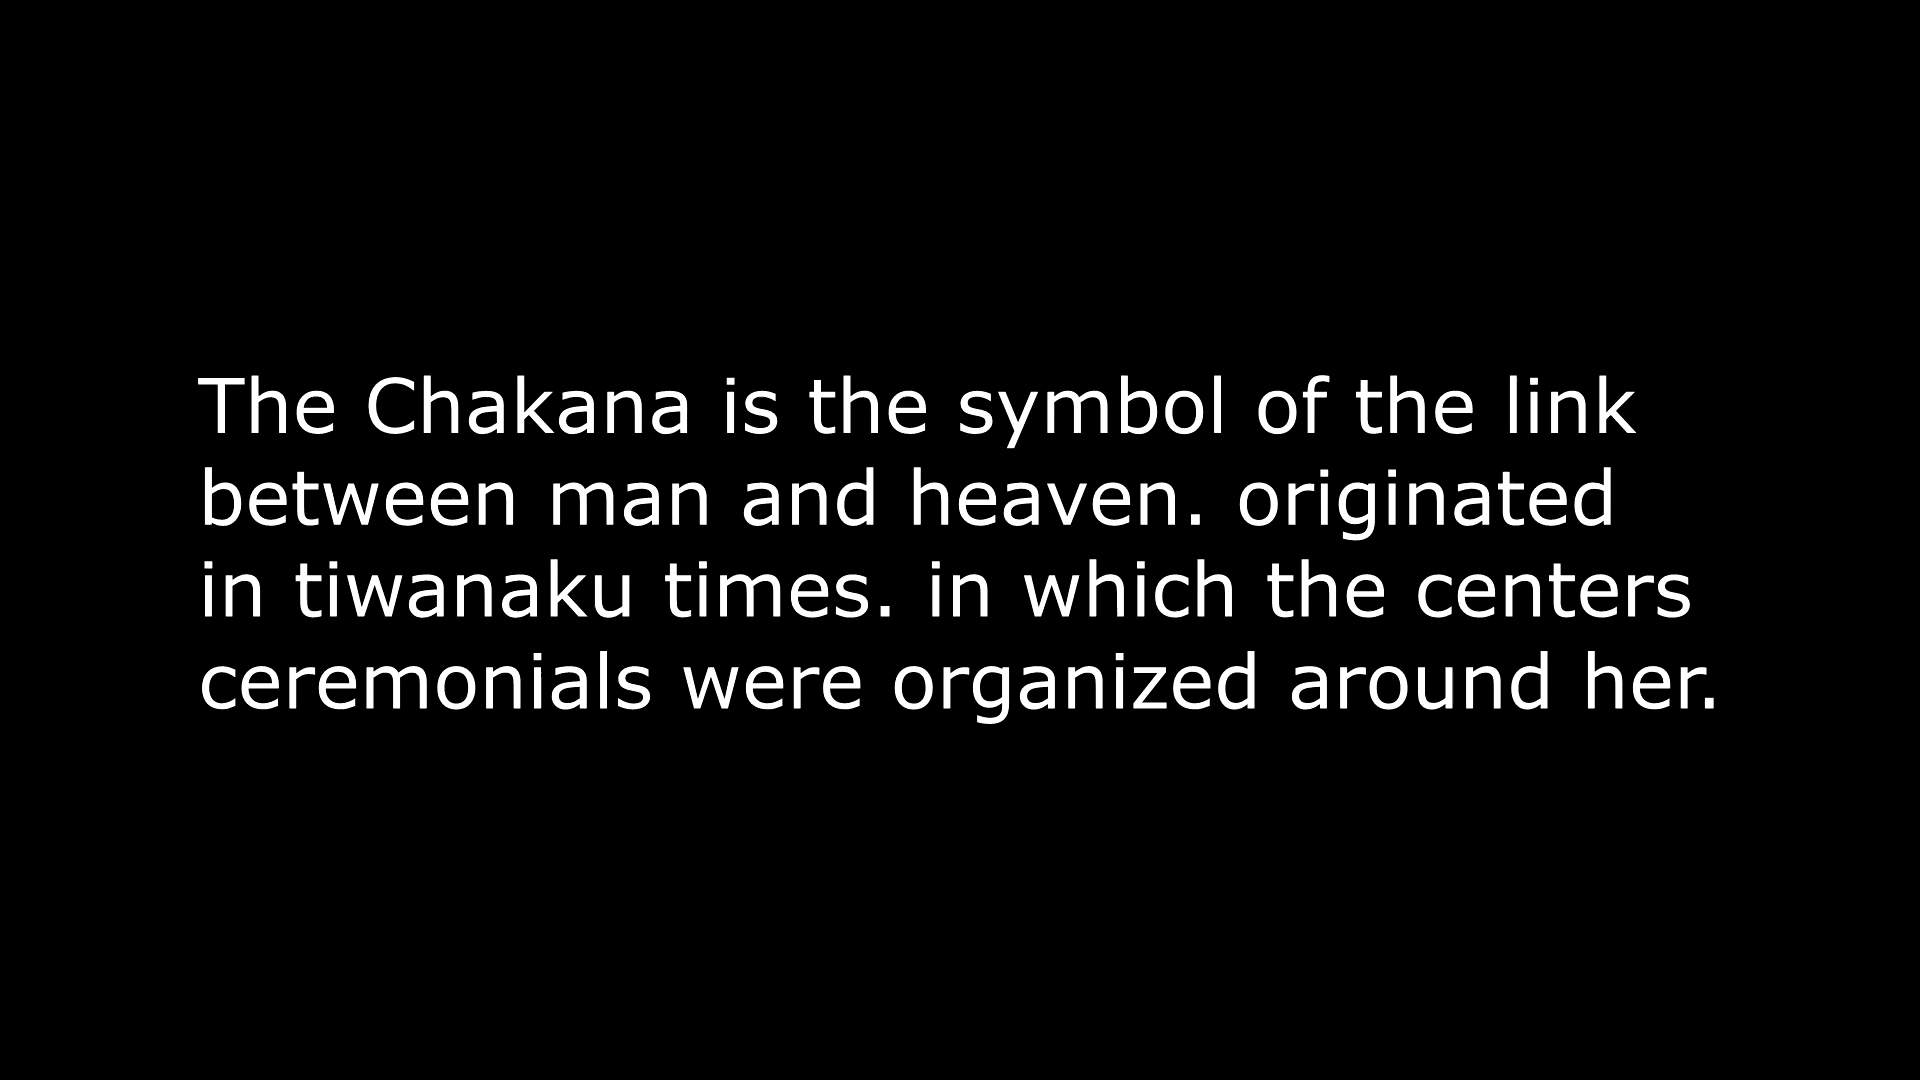 The Chakana is the symbol of the link
between man and heaven. originated
in tiwanaku times. in which the centers
ceremonials were organized around her.